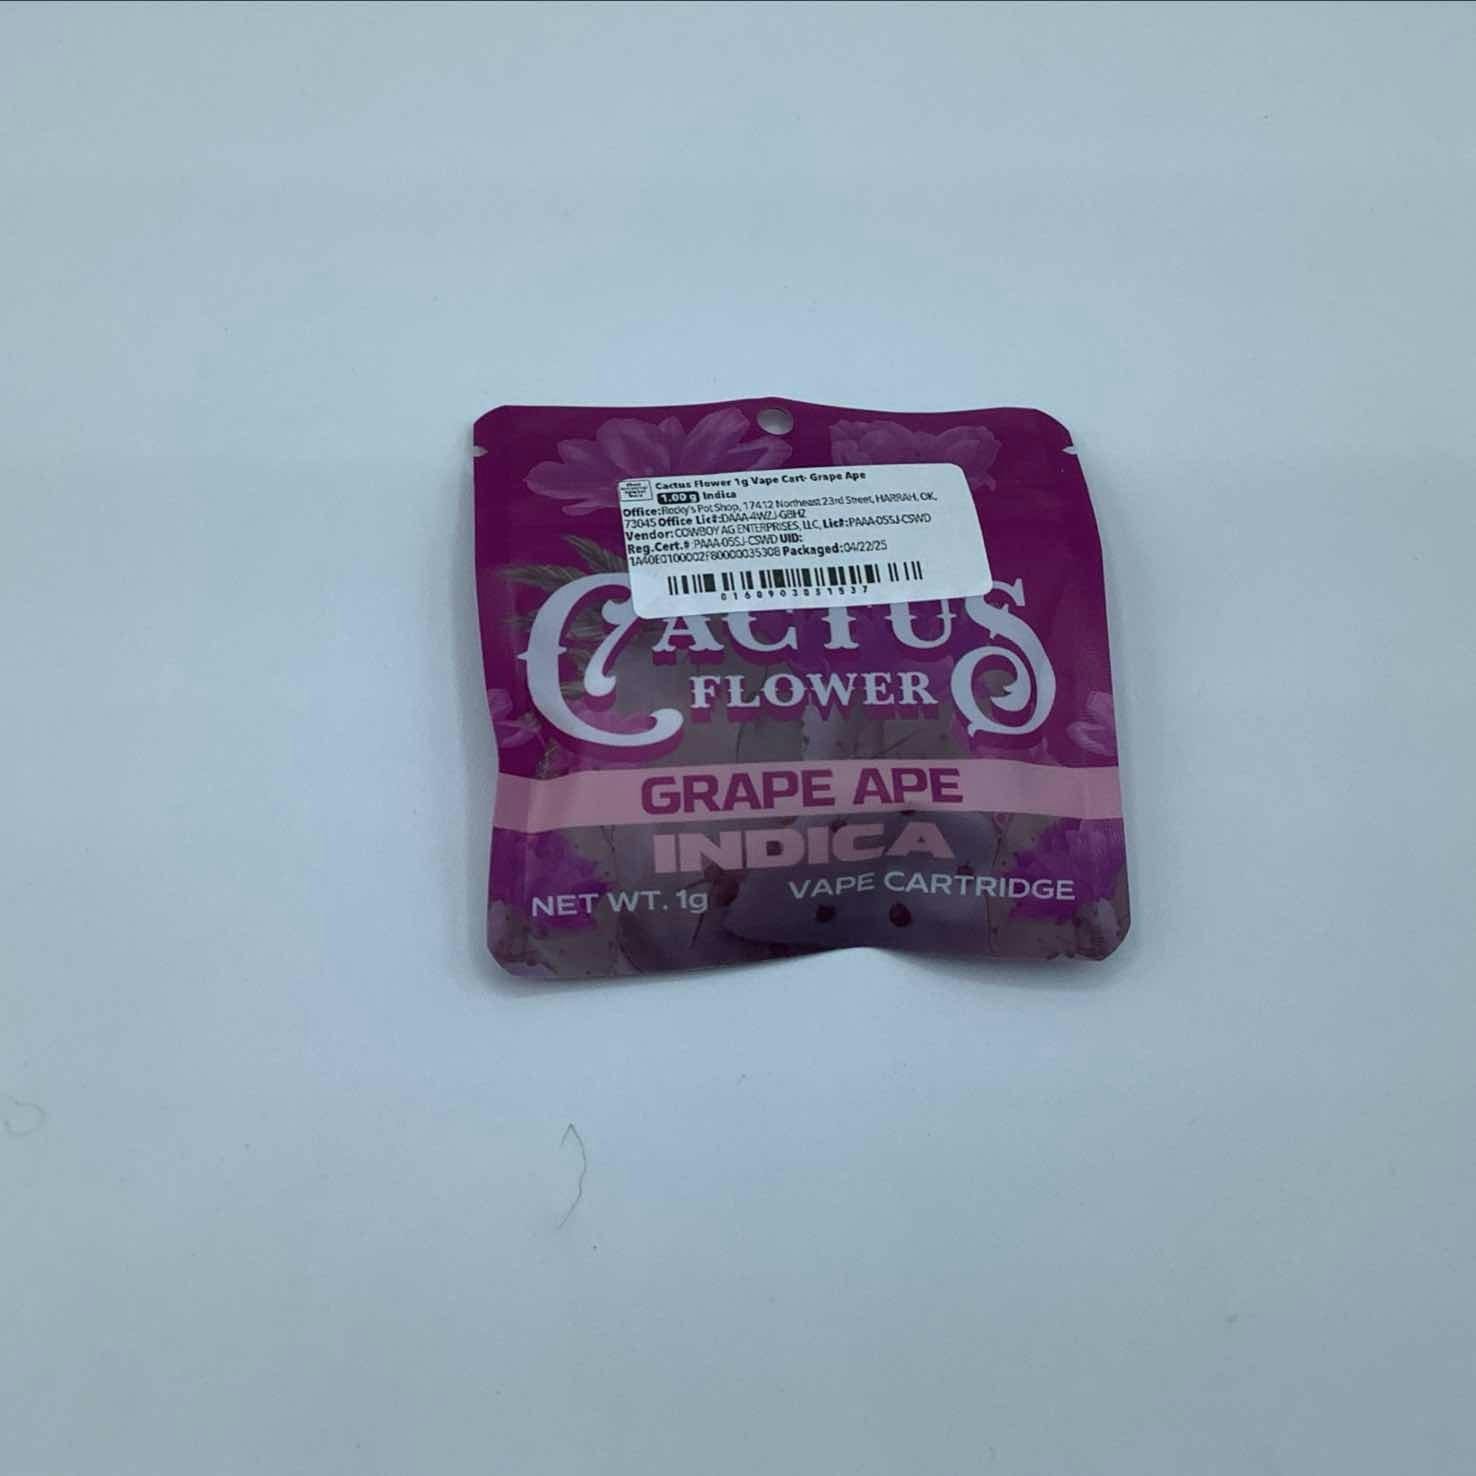 Cactus Flower 1g Vape Cart- Grape Ape
1.00 g Indica
Office:Rocky's Pot Shop, 17412 Northeast 23rd Street, HARRAH, OK,
73045 Office Lic#:DAAA-4WZJ-GBHZ
Vendor:COWBOY AG ENTERPRISES, LLC, Lic#:PAAA-05SJ-CSWD
Reg.Cert.#:PAAA-05SJ-CSWD UID:
1A40E0100002F80000035308 Packaged:04/22/25
0160903031537
CACTUS
FLOWER
GRAPE APE
INDICA
NET WT. 1g VAPE CARTRIDGE